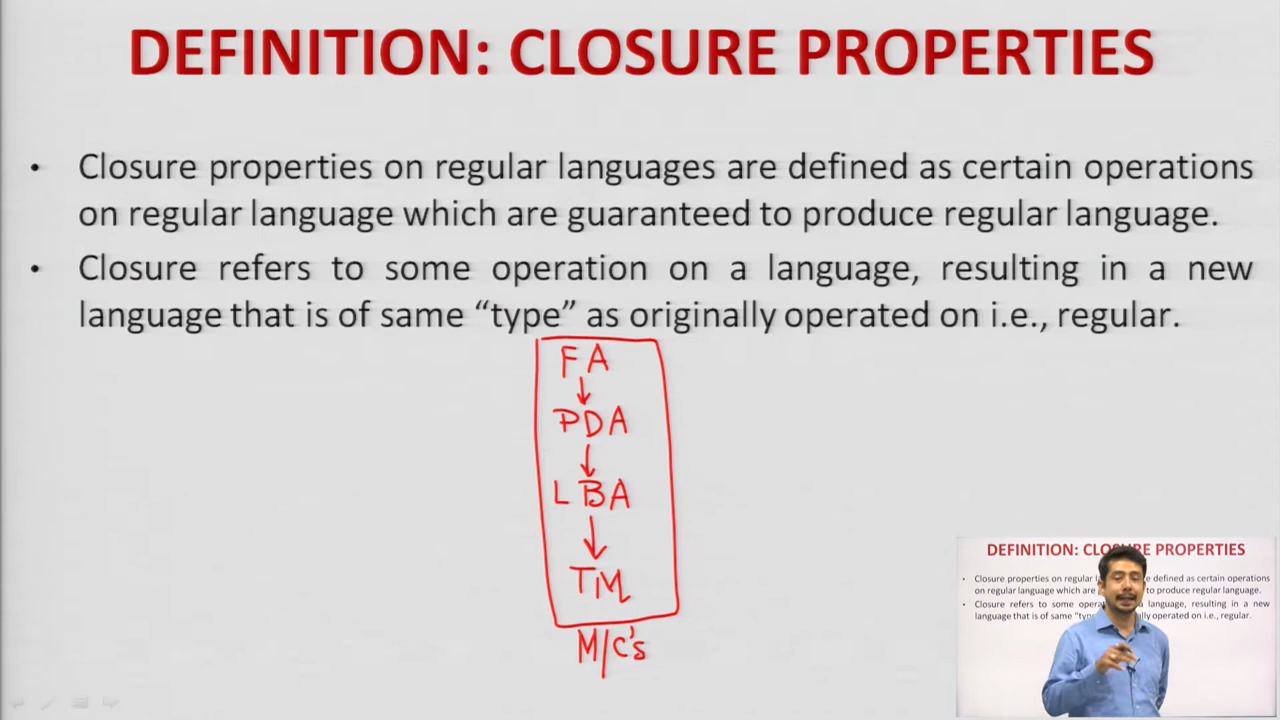 DEFINITION: CLOSURE PROPERTIES
• Closure properties on regular languages are defined as certain operations
on regular language which are guaranteed to produce regular language.
• Closure refers to some operation on a language, resulting in a new
language that is of same “type” as originally operated on i.e., regular.
FA
PDA
LBA
TM
M/C's
DEFINITION: CLOSURE PROPERTIES
• Closure properties on regular l e defined as certain operations
on regular language which are to produce regular language.
• Closure refers to some opera language, resulting in a new
language that is of same “typ lly operated on i.e., regular.